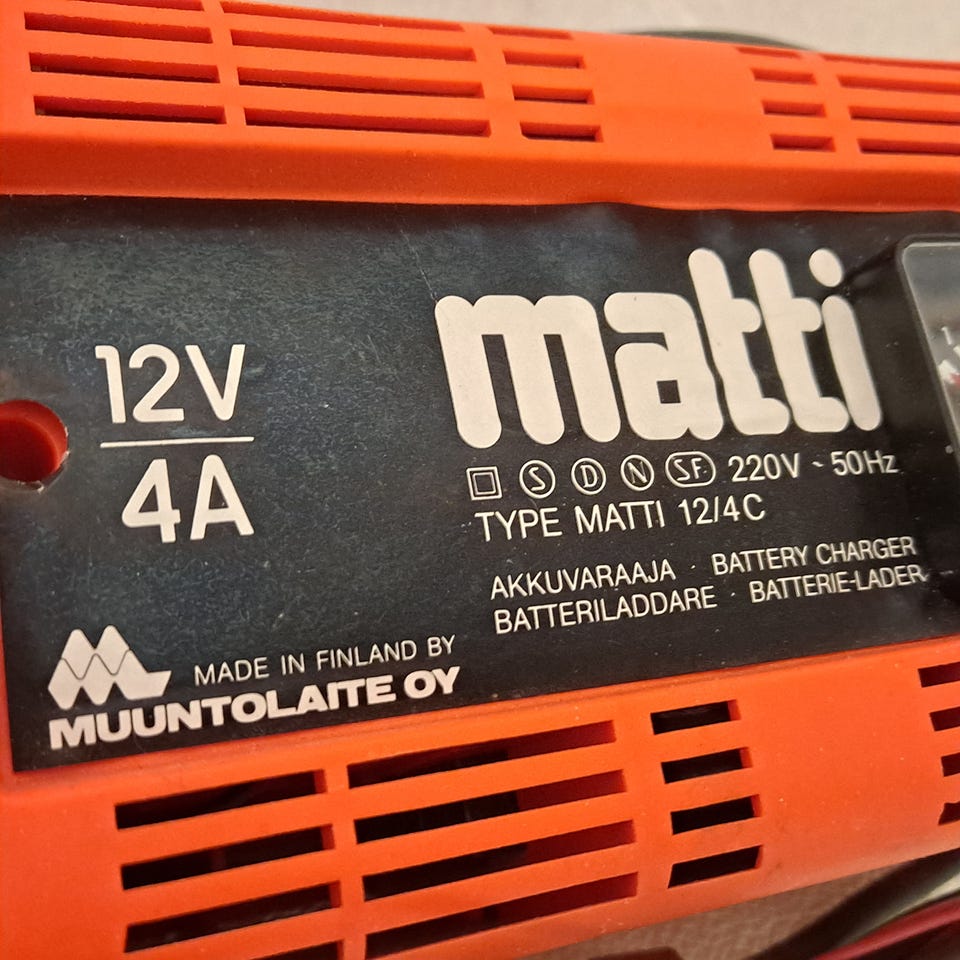 12V
4A
matti
S D N SF 220V ~ 50Hz
TYPE MATTI 12/4C
AKKUVARAAJA · BATTERY CHARGER
BATTERILADDARE · BATTERIE-LADER
MADE IN FINLAND BY
MUUNTOLAITE OY